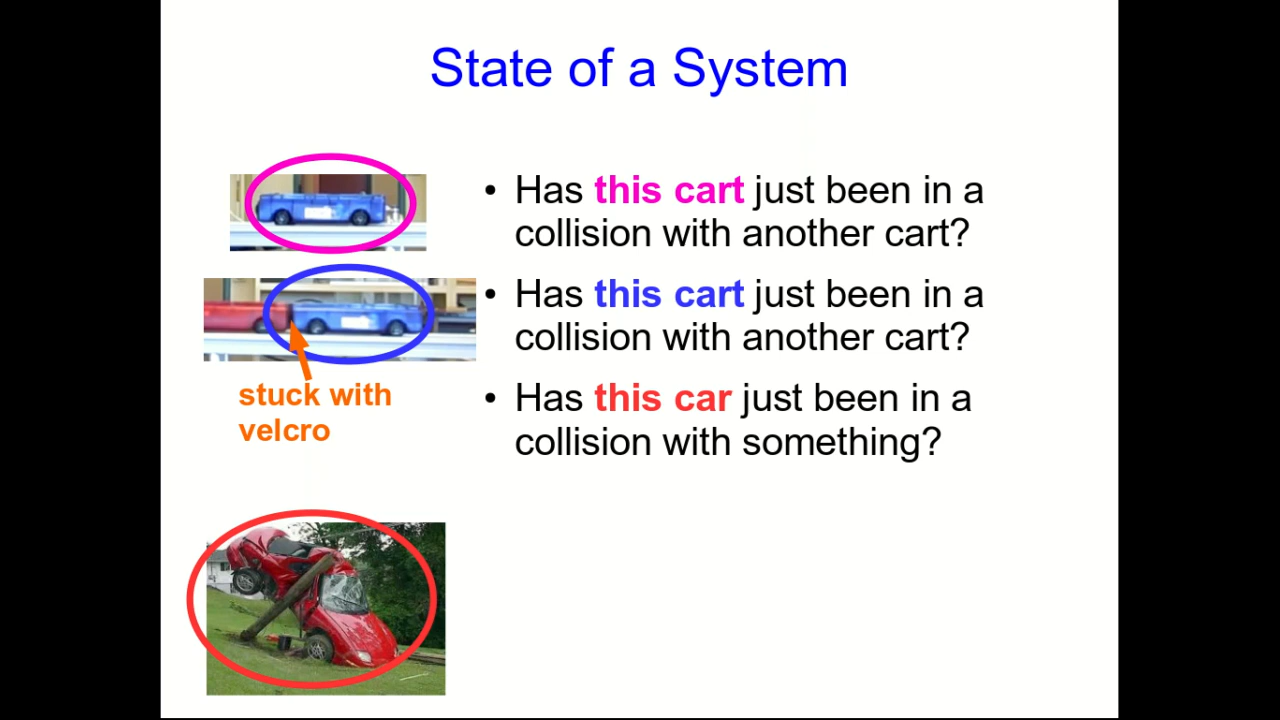 State of a System
• Has this cart just been in a
collision with another cart?
• Has this cart just been in a
collision with another cart?
stuck with
velcro
• Has this car just been in a
collision with something?